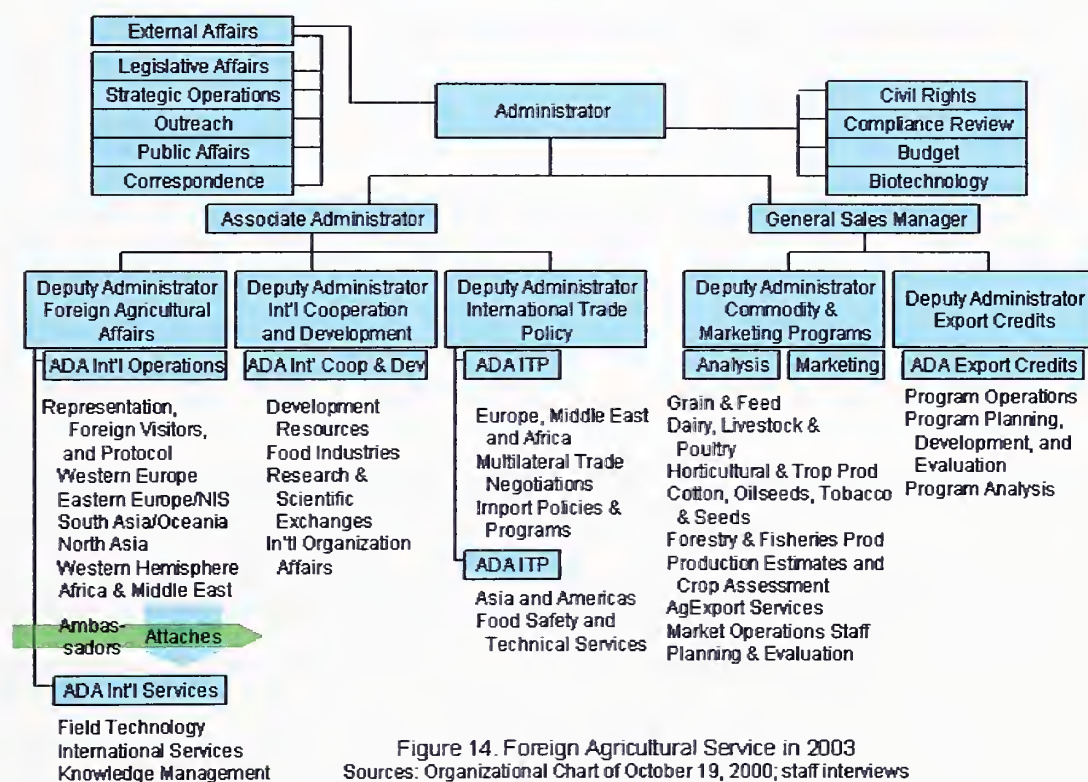 External Affairs
Legislative Affairs
Strategic Operations
Outreach
Public Affairs
Correspondence
Administrator
Civil Rights
Compliance Review
Budget
Biotechnology
Associate Administrator
General Sales Manager
Deputy Administrator
Foreign Agricultural
Affairs
ADA Int'l Operations
Representation,
Foreign Visitors,
and Protocol
Western Europe
Eastern Europe/NIS
South Asia/Oceania
North Asia
Western Hemisphere
Africa & Middle East
Ambas-
sadors
Attaches
ADA Int'l Services
Field Technology
International Services
Knowledge Management
Deputy Administrator
Int'l Cooperation
and Development
ADA Int' Coop & Dev
Development
Resources
Food Industries
Research &
Scientific
Exchanges
In'tl Organization
Affairs
Deputy Administrator
International Trade
Policy
ADA ITP
Europe, Middle East
and Africa
Multilateral Trade
Negotiations
Import Policies &
Programs
ADA ITP
Asia and Americas
Food Safety and
Technical Services
Deputy Administrator
Commodity &
Marketing Programs
Analysis
Marketing
Grain & Feed
Dairy, Livestock &
Poultry
Horticultural & Trop Prod
Cotton, Oilseeds, Tobacco
& Seeds
Forestry & Fisheries Prod
Production Estimates and
Crop Assessment
AgExport Services
Market Operations Staff
Planning & Evaluation
Deputy Administrator
Export Credits
ADA Export Credits
Program Operations
Program Planning,
Development, and
Evaluation
Program Analysis
Figure 14. Foreign Agricultural Service in 2003
Sources: Organizational Chart of October 19, 2000; staff interviews